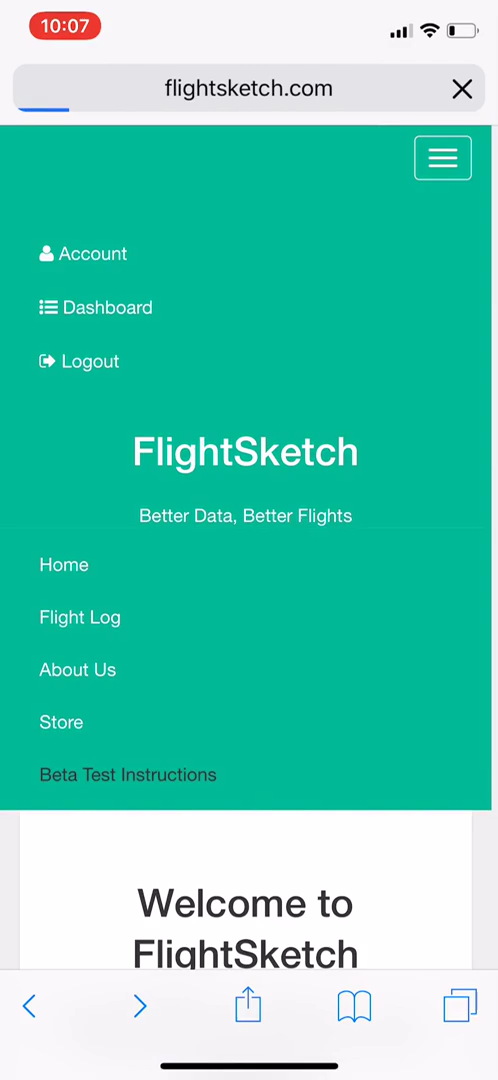 10:07
flightsketch.com
Account
Dashboard
Logout
FlightSketch
Better Data, Better Flights
Home
Flight Log
About Us
Store
Beta Test Instructions
Welcome to
FlightSketch